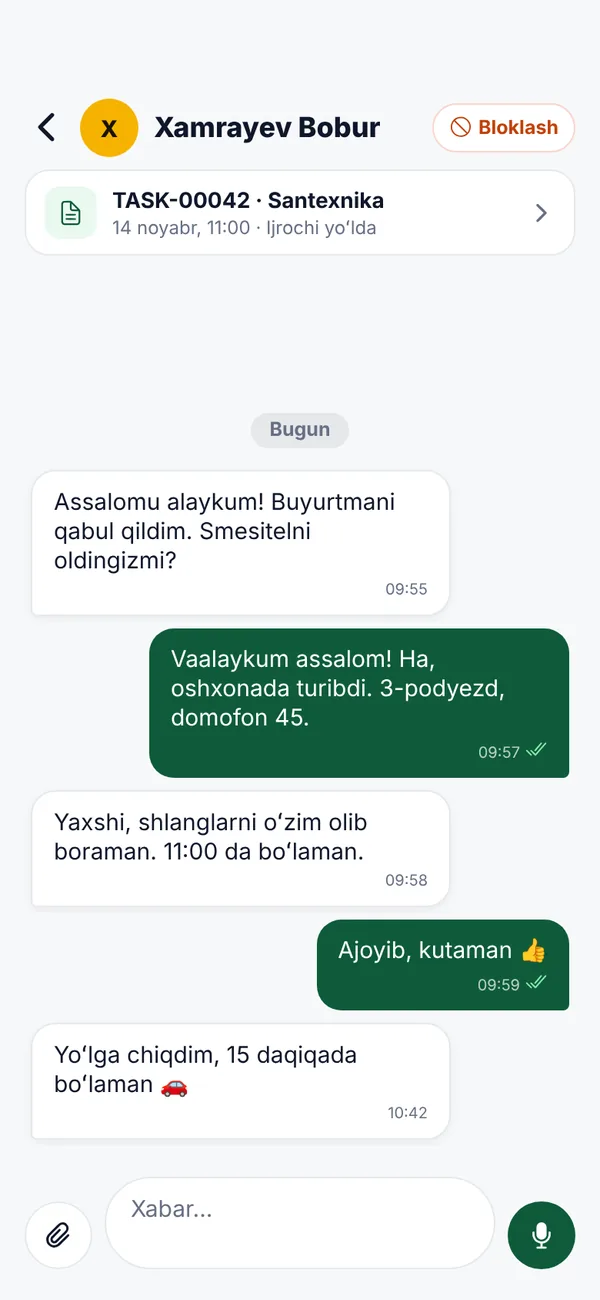 X
Xamrayev Bobur
Bloklash
TASK-00042 · Santexnika
14 noyabr, 11:00 · Ijrochi yoʻlda
Bugun
Assalomu alaykum! Buyurtmani
qabul qildim. Smesitelni
oldingizmi?
09:55
Vaalaykum assalom! Ha,
oshxonada turibdi. 3-podyezd,
domofon 45.
09:57
Yaxshi, shlanglarni oʻzim olib
boraman. 11:00 da boʻlaman.
09:58
Ajoyib, kutaman 👍
09:59
Yoʻlga chiqdim, 15 daqiqada
boʻlaman 🚗
10:42
Xabar...